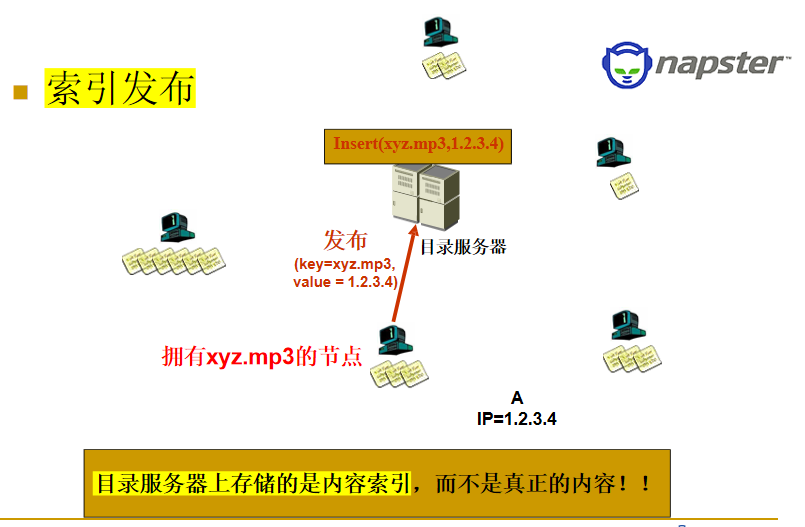 napster
索引发布
Insert(xyz.mp3,1.2.3.4)
发布
(key=xyz.mp3,
value = 1.2.3.4)
目录服务器
拥有xyz.mp3的节点
A
IP=1.2.3.4
目录服务器上存储的是内容索引，而不是真正的内容！！